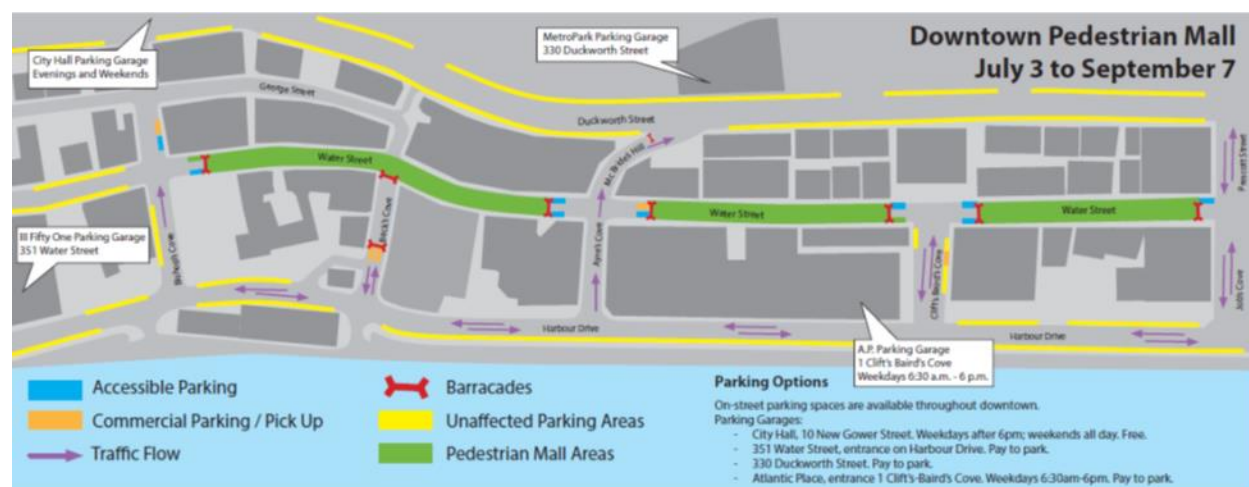 Downtown Pedestrian Mall
July 3 to September 7
City Hall Parking Garage
Evenings and Weekends
MetroPark Parking Garage
330 Duckworth Street
George Street
Duckworth Street
McBride's Hill
Prescott Street
Water Street
Water Street
Water Street
III Fifty One Parking Garage
351 Water Street
Bishop's Cove
Beck's Cove
Ayre's Cove
Clift's Baird's Cove
Job's Cove
Harbour Drive
Harbour Drive
A.P. Parking Garage
1 Clift's Baird's Cove
Weekdays 6:30 a.m. - 6 p.m.
Accessible Parking
Commercial Parking / Pick Up
Traffic Flow
Barracades
Unaffected Parking Areas
Pedestrian Mall Areas
Parking Options
On-street parking spaces are available throughout downtown.
Parking Garages:
- City Hall, 10 New Gower Street. Weekdays after 6pm; weekends all day. Free.
- 351 Water Street, entrance on Harbour Drive. Pay to park.
- 330 Duckworth Street. Pay to park.
- Atlantic Place, entrance 1 Clift's-Baird's Cove. Weekdays 6:30am-6pm. Pay to park.